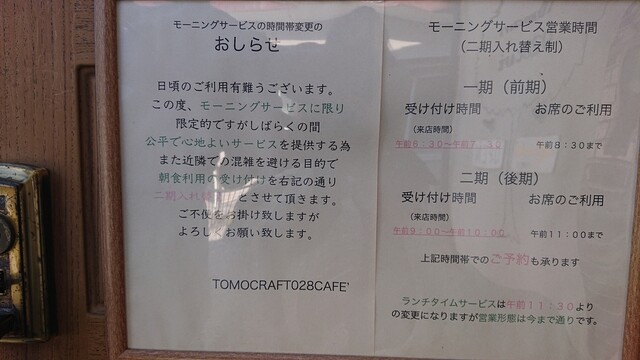 モーニングサービスの時間帯変更の
おしらせ
日頃のご利用有難うございます。
この度、モーニングサービスに限り
限定的ですがしばらくの間
公平で心地よいサービスを提供する為
また近隣での混雑を避ける目的で
朝食利用の受け付けを右記の通り
二期入れ替え制とさせて頂きます。
ご不便をお掛け致しますが
よろしくお願い致します。
TOMOCRAFT028CAFE'
モーニングサービス営業時間
(二期入れ替え制)
一期(前期)
受け付け時間 お席のご利用
(来店時間)
午前6:30~午前7:30 午前8:30まで
二期(後期)
受け付け時間 お席のご利用
(来店時間)
午前9:00~午前10:00 午前11:00まで
上記時間帯でのご予約も承ります
ランチタイムサービスは午前11:30より
の変更になりますが営業形態は今まで通りです。